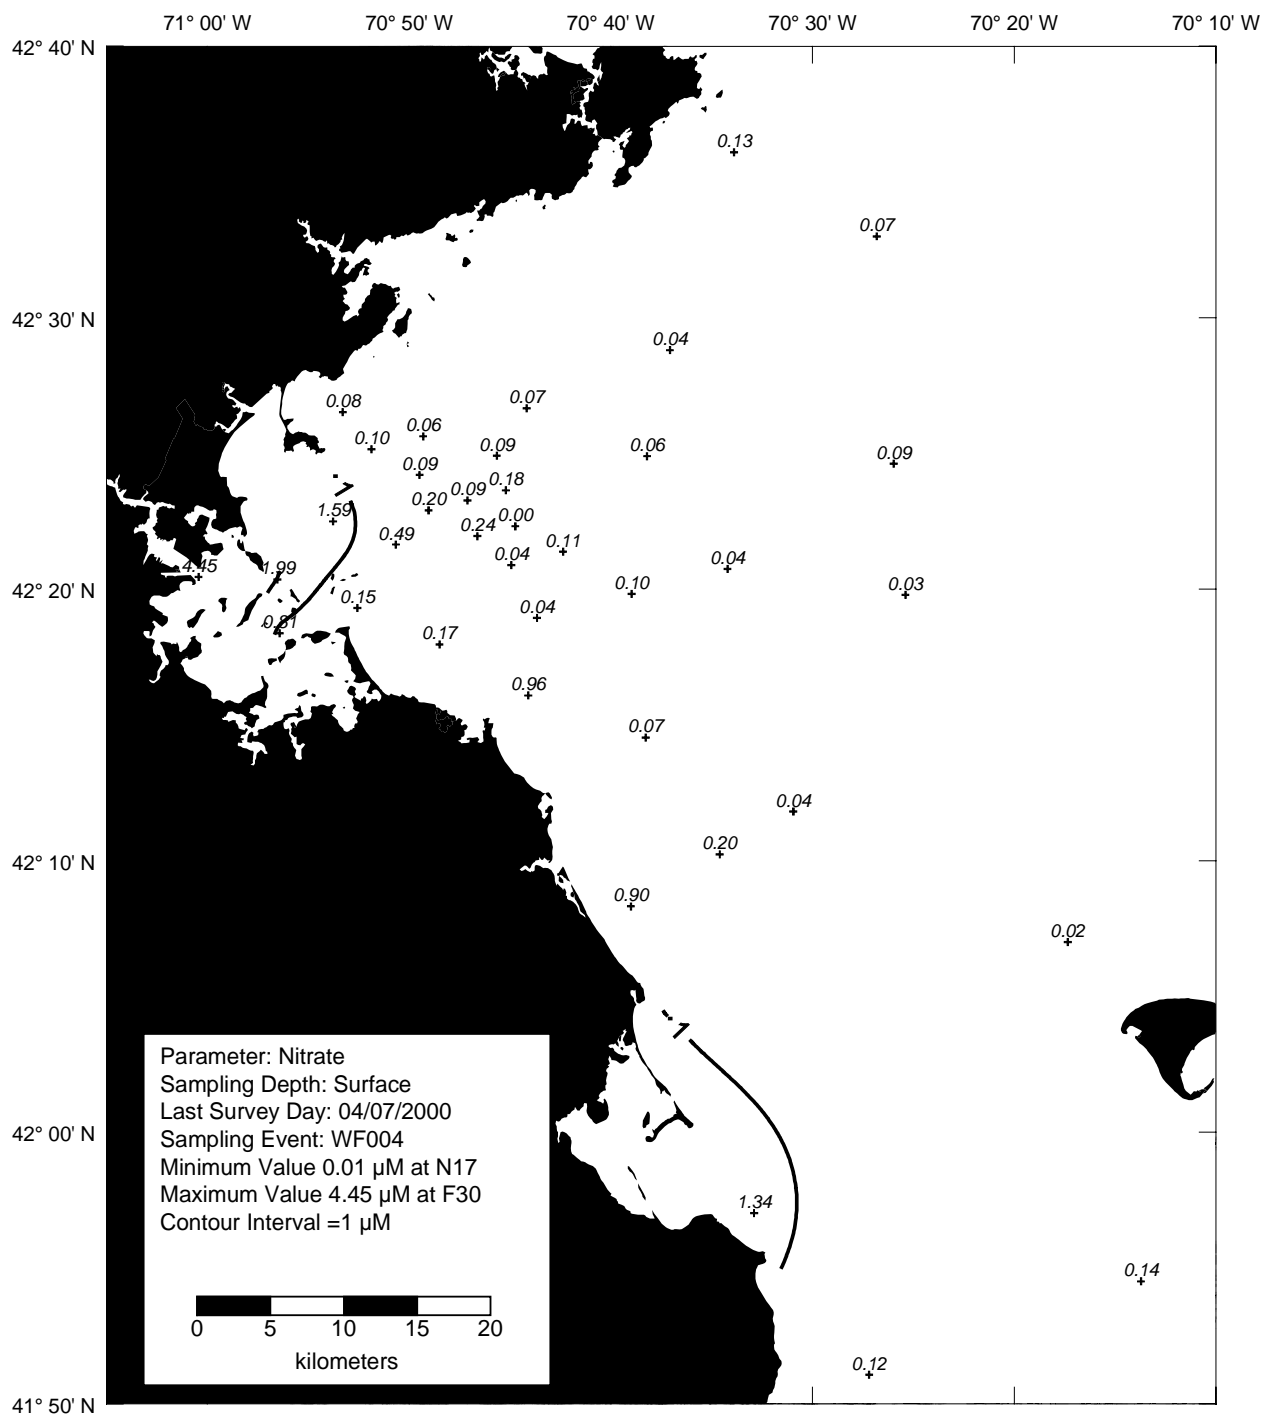 71° 00' W 70° 50' W 70° 40' W 70° 30' W 70° 20' W 70° 10' W
42° 40' N
0.13
0.07
42° 30' N
0.04
0.08
0.07
0.06
0.10
0.09
0.06
0.09
0.09
0.18
0.09
1
0.20
1.59
0.00
0.24
0.49
0.11
0.04
0.04
4.45
1.99
42° 20' N
0.10
0.03
0.15
0.04
0.81
0.17
0.96
0.07
0.04
0.20
42° 10' N
0.90
0.02
1
Parameter: Nitrate
Sampling Depth: Surface
Last Survey Day: 04/07/2000
42° 00' N
Sampling Event: WF004
Minimum Value 0.01 µM at N17
Maximum Value 4.45 µM at F30
1.34
Contour Interval =1 µM
0.14
0 5 10 15 20
kilometers
0.12
41° 50' N